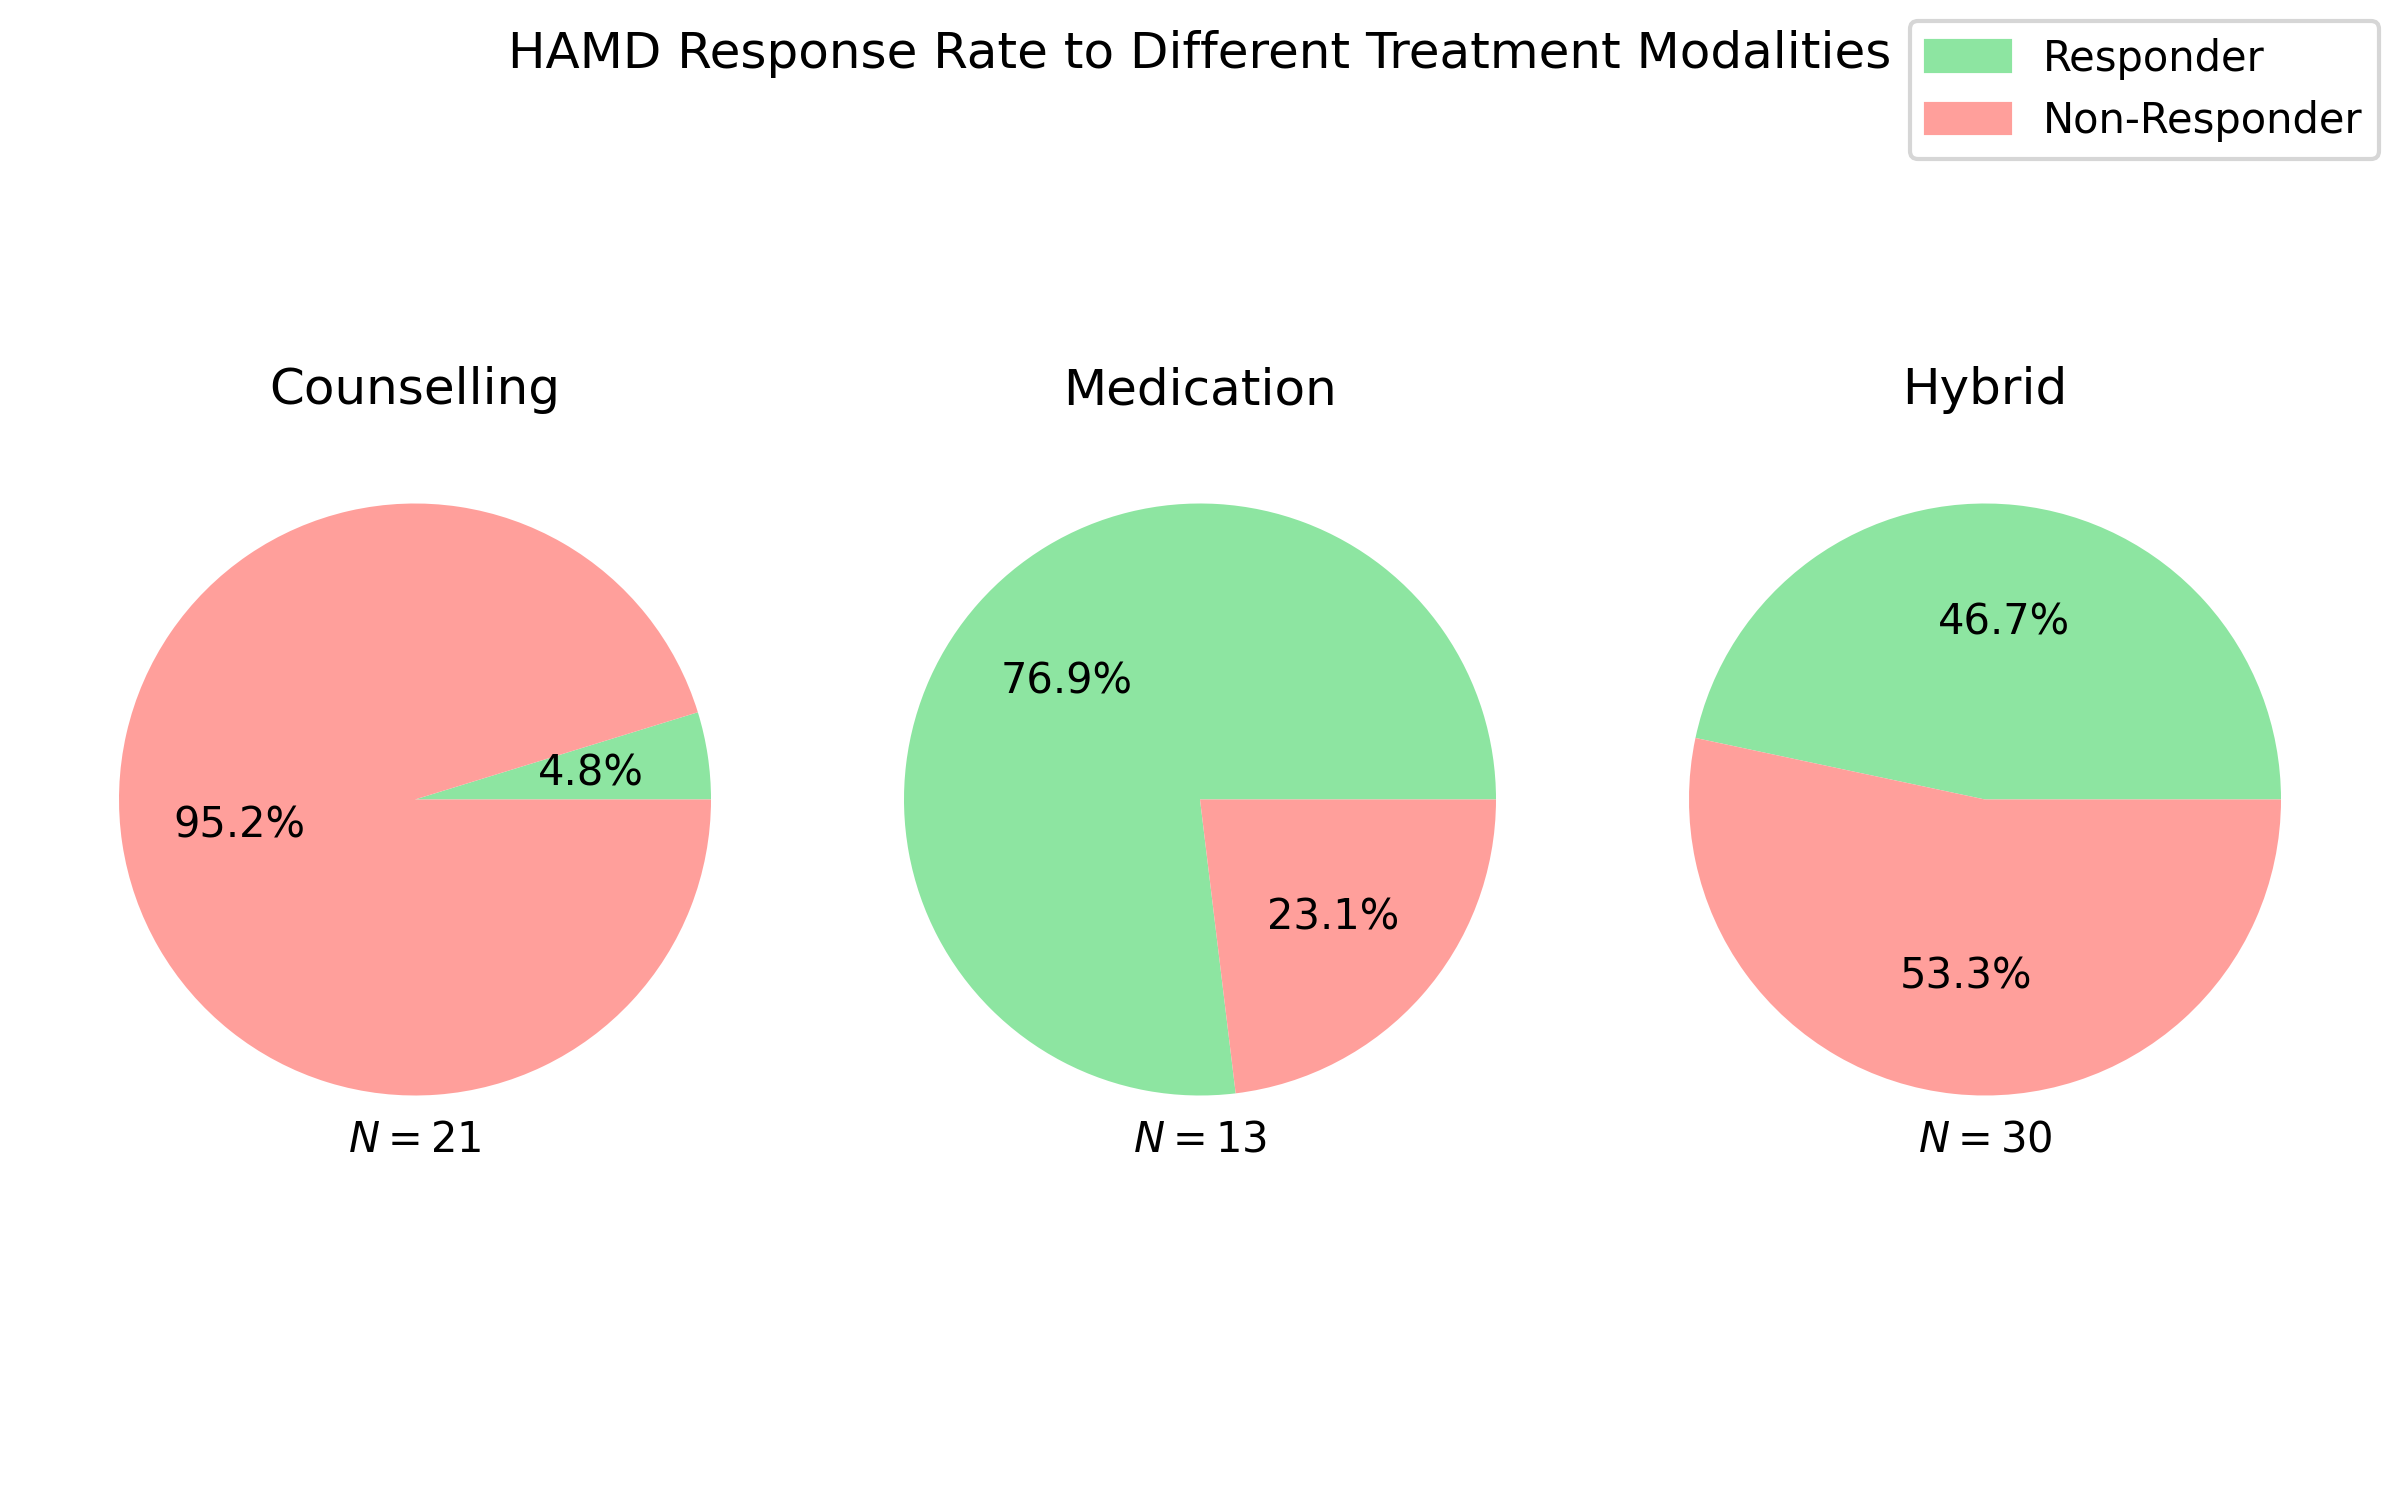 HAMD Response Rate to Different Treatment Modalities
Responder
Non-Responder
Counselling
Medication
Hybrid
4.8%
95.2%
N = 21
76.9%
23.1%
N = 13
46.7%
53.3%
N = 30